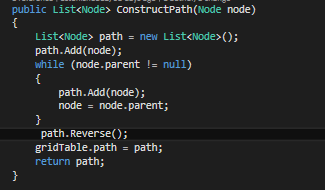 public List<Node> ConstructPath(Node node)
{
    List<Node> path = new List<Node>();
    path.Add(node);
    while (node.parent != null)
    {
        path.Add(node);
        node = node.parent;
    }
     path.Reverse();
    gridTable.path = path;
    return path;
}